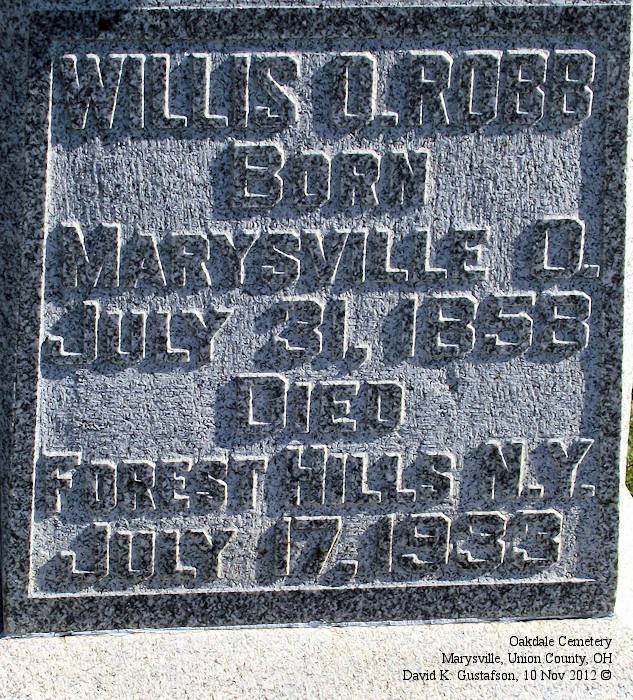 WILLIS O. ROBB
BORN
MARYSVILLE O.
JULY 31, 1858
DIED
FOREST HILLS N.Y.
JULY 17, 1933
Oakdale Cemetery
Marysville, Union County, OH
David K. Gustafson, 10 Nov 2012 ©